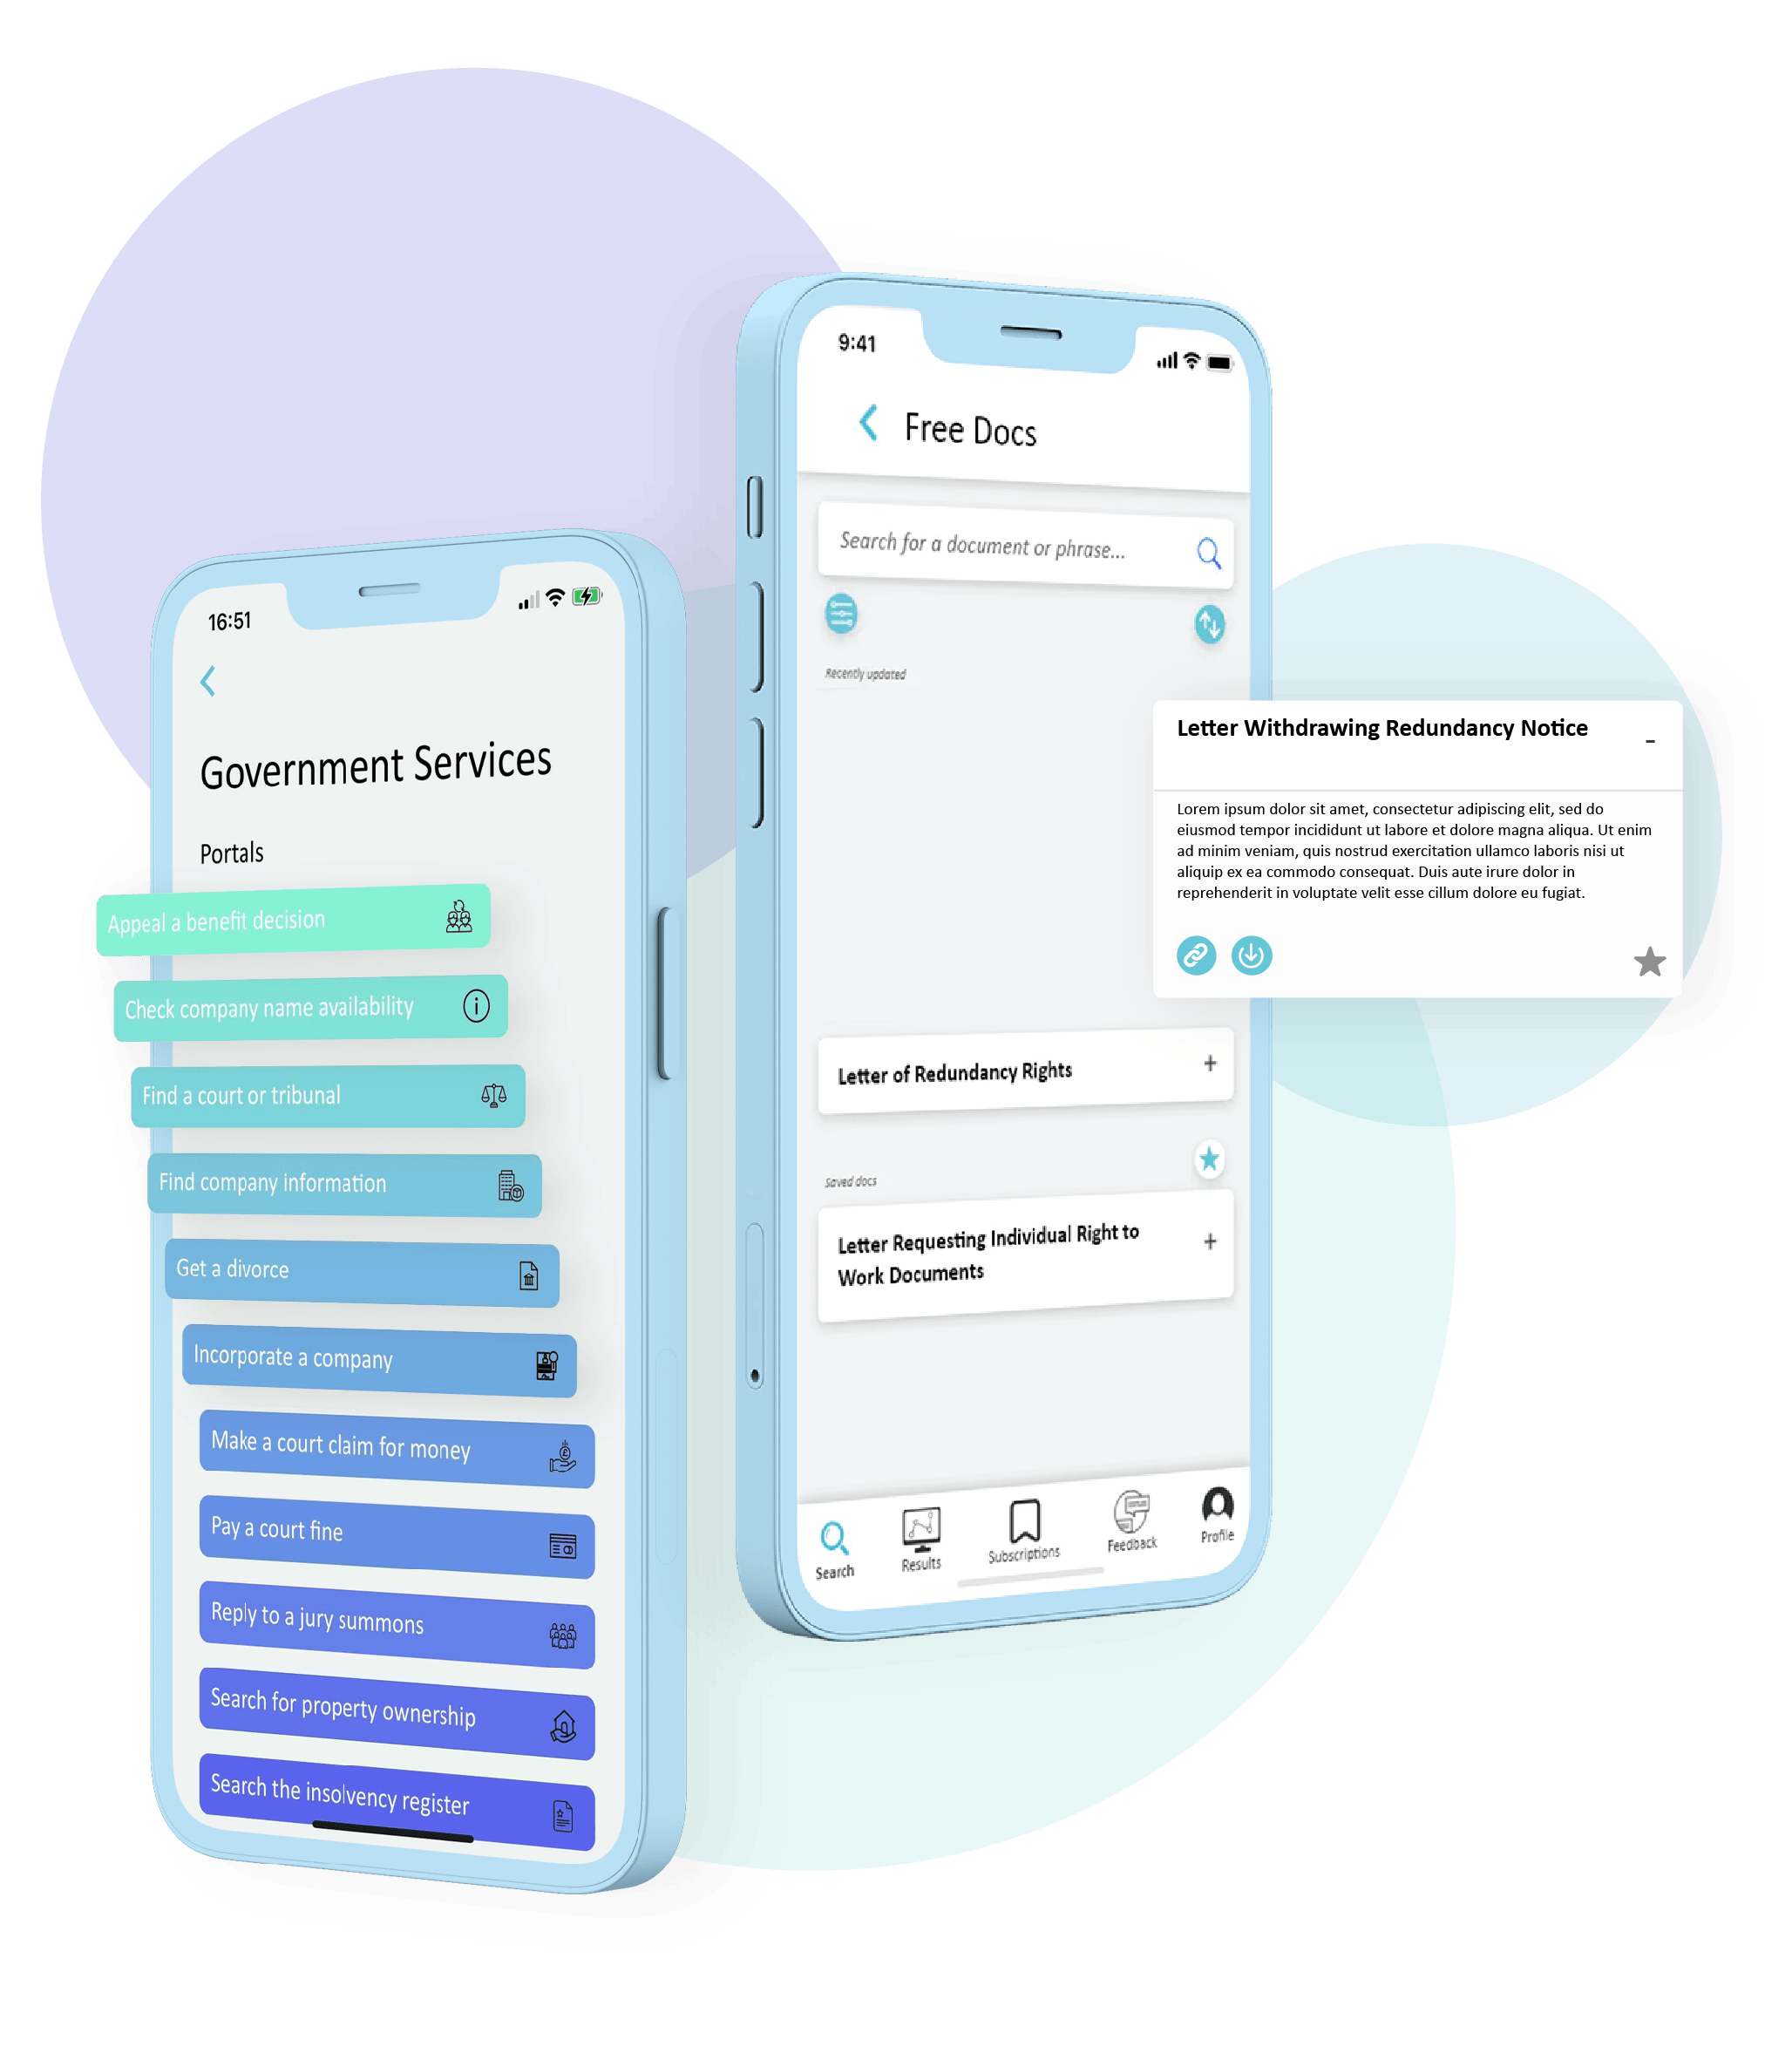 16:51
Government Services
Portals
Appeal a benefit decision
Check company name availability
Find a court or tribunal
Find company information
Get a divorce
Incorporate a company
Make a court claim for money
Pay a court fine
Reply to a jury summons
Search for property ownership
Search the insolvency register
9:41
Free Docs
Search for a document or phrase...
Recently updated
Letter Withdrawing Redundancy Notice
-
Lorem ipsum dolor sit amet, consectetur adipiscing elit, sed do
eiusmod tempor incididunt ut labore et dolore magna aliqua. Ut enim
ad minim veniam, quis nostrud exercitation ullamco laboris nisi ut
aliquip ex ea commodo consequat. Duis aute irure dolor in
reprehenderit in voluptate velit esse cillum dolore eu fugiat.
Letter of Redundancy Rights
+
Saved docs
Letter Requesting Individual Right to
Work Documents
+
Search
Results
Subscriptions
Feedback
Profile